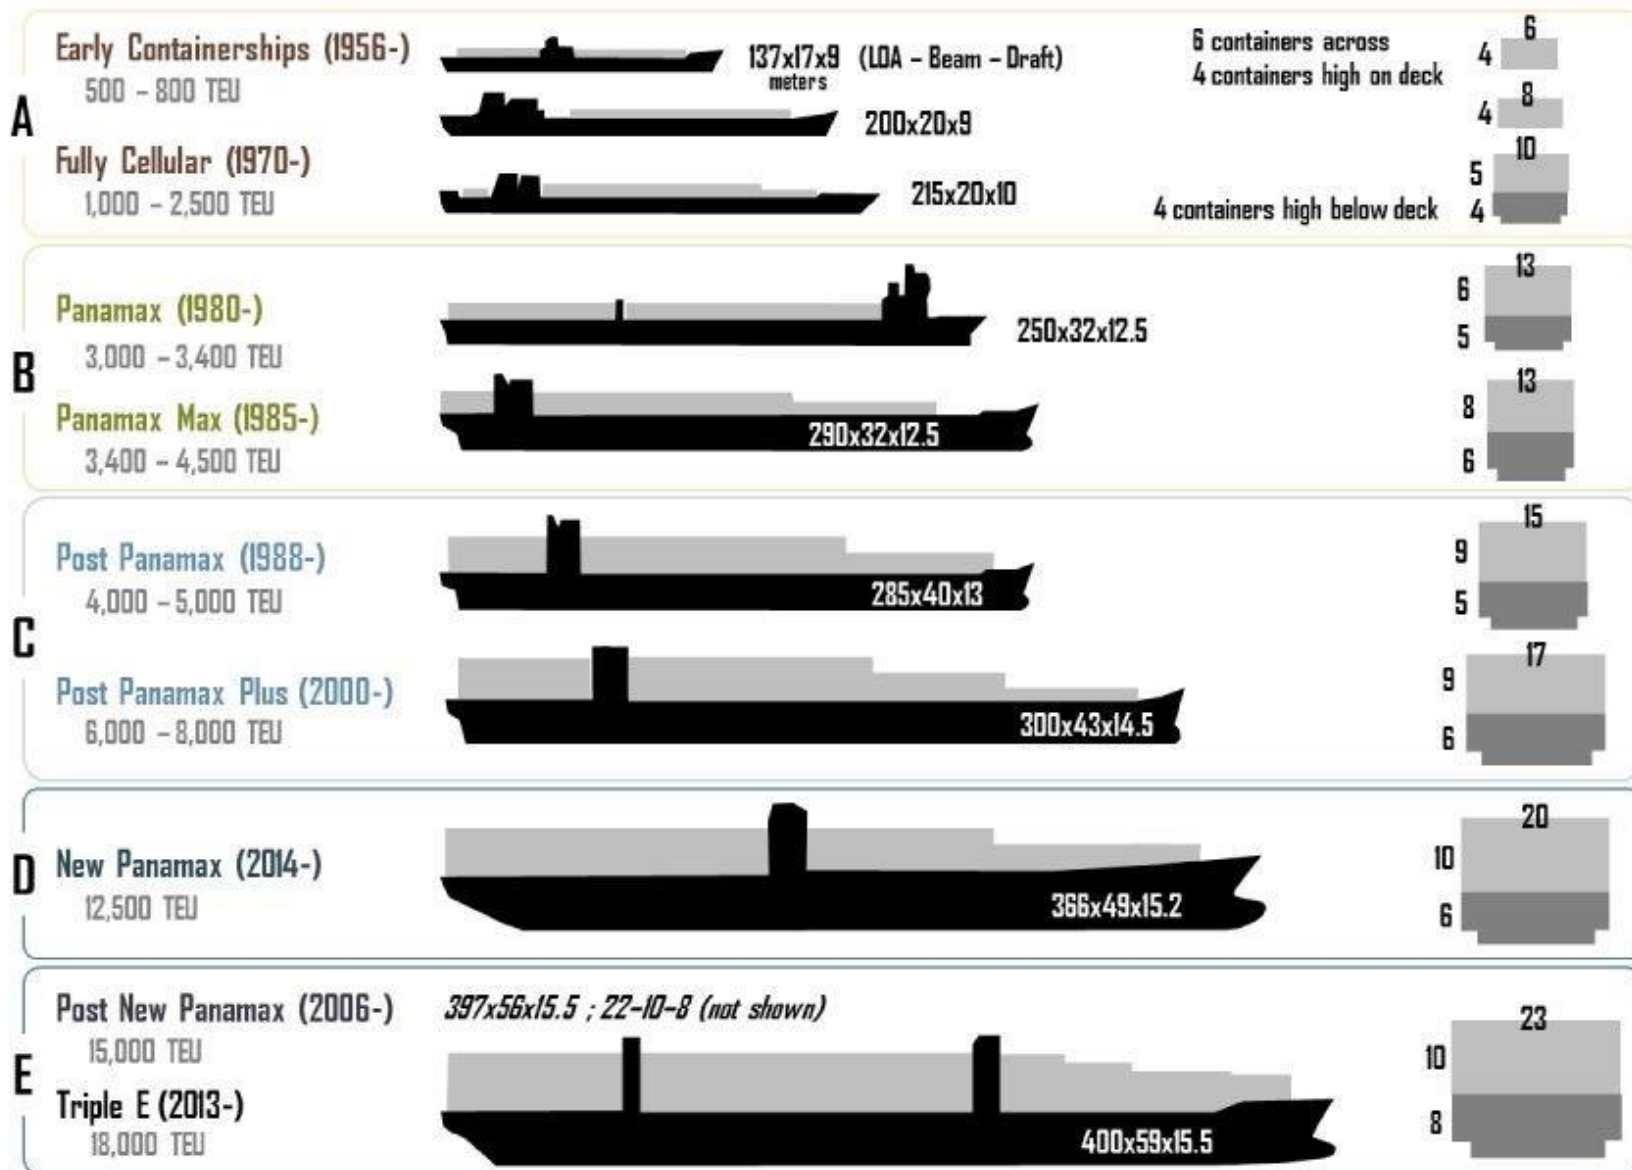 A
Early Containerships (1956-)
500 – 800 TEU
137x17x9 (LOA – Beam – Draft)
meters
6 containers across
4 containers high on deck
6
4
200x20x9
8
4
Fully Cellular (1970-)
1,000 – 2,500 TEU
215x20x10
4 containers high below deck
10
5
4
B
Panamax (1980-)
3,000 – 3,400 TEU
250x32x12.5
13
6
5
Panamax Max (1985-)
3,400 – 4,500 TEU
290x32x12.5
13
8
6
C
Post Panamax (1988-)
4,000 – 5,000 TEU
285x40x13
15
9
5
Post Panamax Plus (2000-)
6,000 – 8,000 TEU
300x43x14.5
17
9
6
D
New Panamax (2014-)
12,500 TEU
366x49x15.2
20
10
6
E
Post New Panamax (2006-)
15,000 TEU
397x56x15.5 ; 22–10–8 (not shown)
Triple E (2013-)
18,000 TEU
400x59x15.5
23
10
8